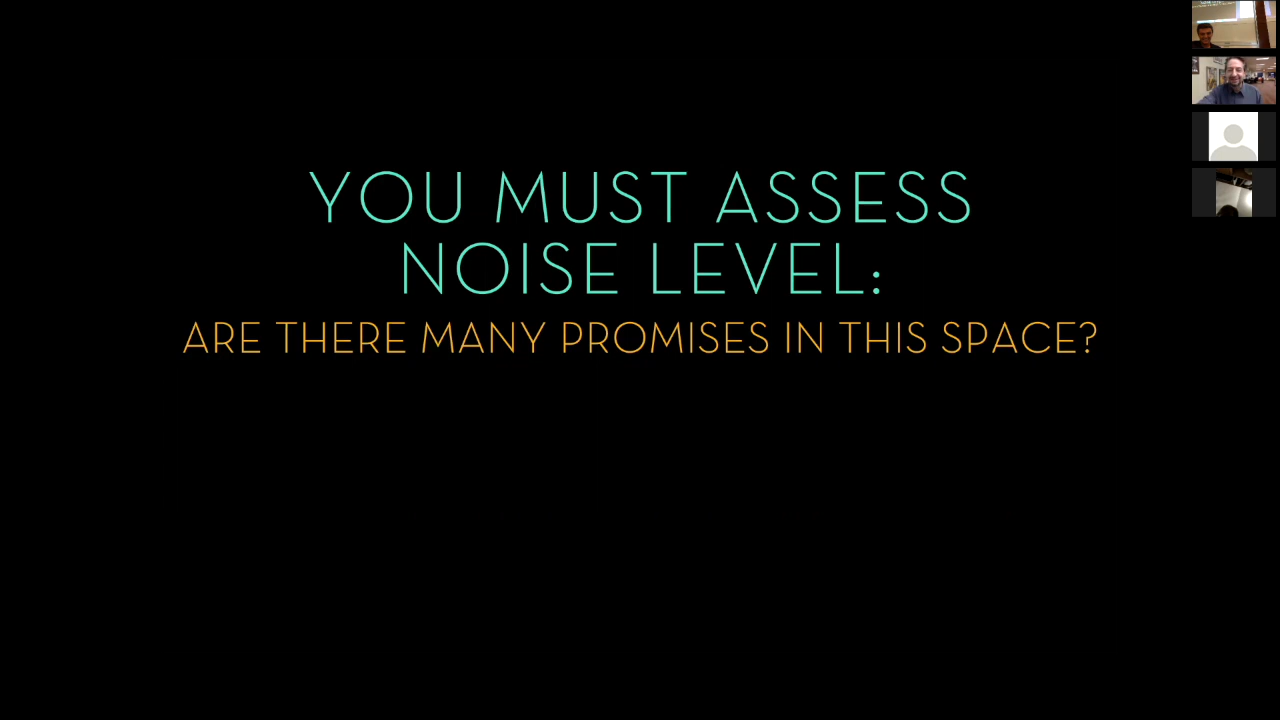 YOU MUST ASSESS
NOISE LEVEL:
ARE THERE MANY PROMISES IN THIS SPACE?